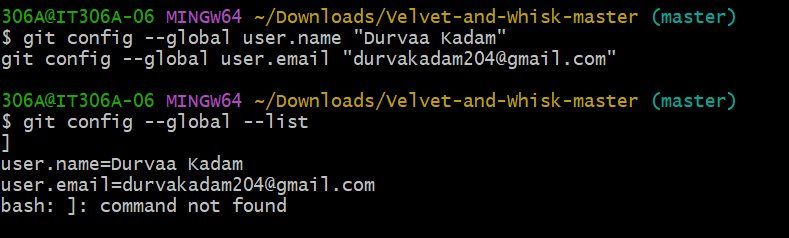 306A@IT306A-06 MINGW64 ~/Downloads/Velvet-and-Whisk-master (master)
$ git config --global user.name "Durvaa Kadam"
git config --global user.email "durvakadam204@gmail.com"
306A@IT306A-06 MINGW64 ~/Downloads/Velvet-and-Whisk-master (master)
$ git config --global --list
]
user.name=Durvaa Kadam
user.email=durvakadam204@gmail.com
bash: ]: command not found